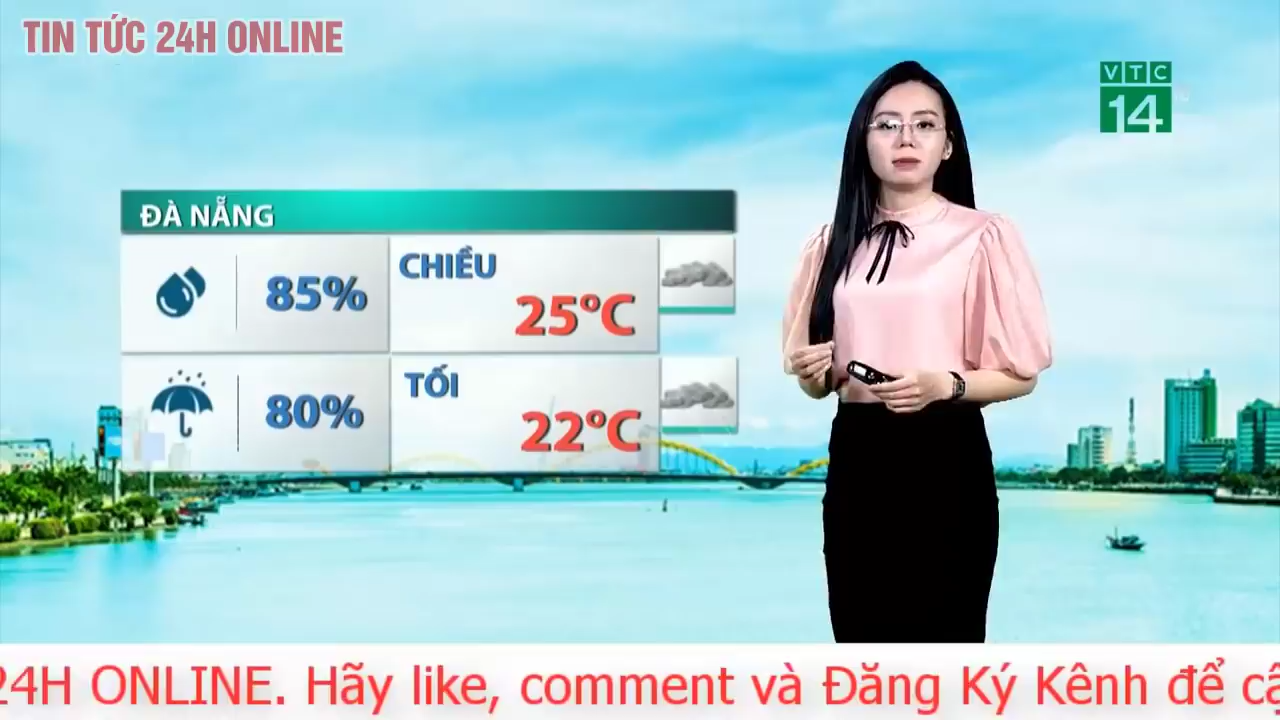 TIN TỨC 24H ONLINE
VTC
14
ĐÀ NẴNG
85%
CHIỀU
25°C
80%
TỐI
22°C
24H ONLINE. Hãy like, comment và Đăng Ký Kênh để cậ